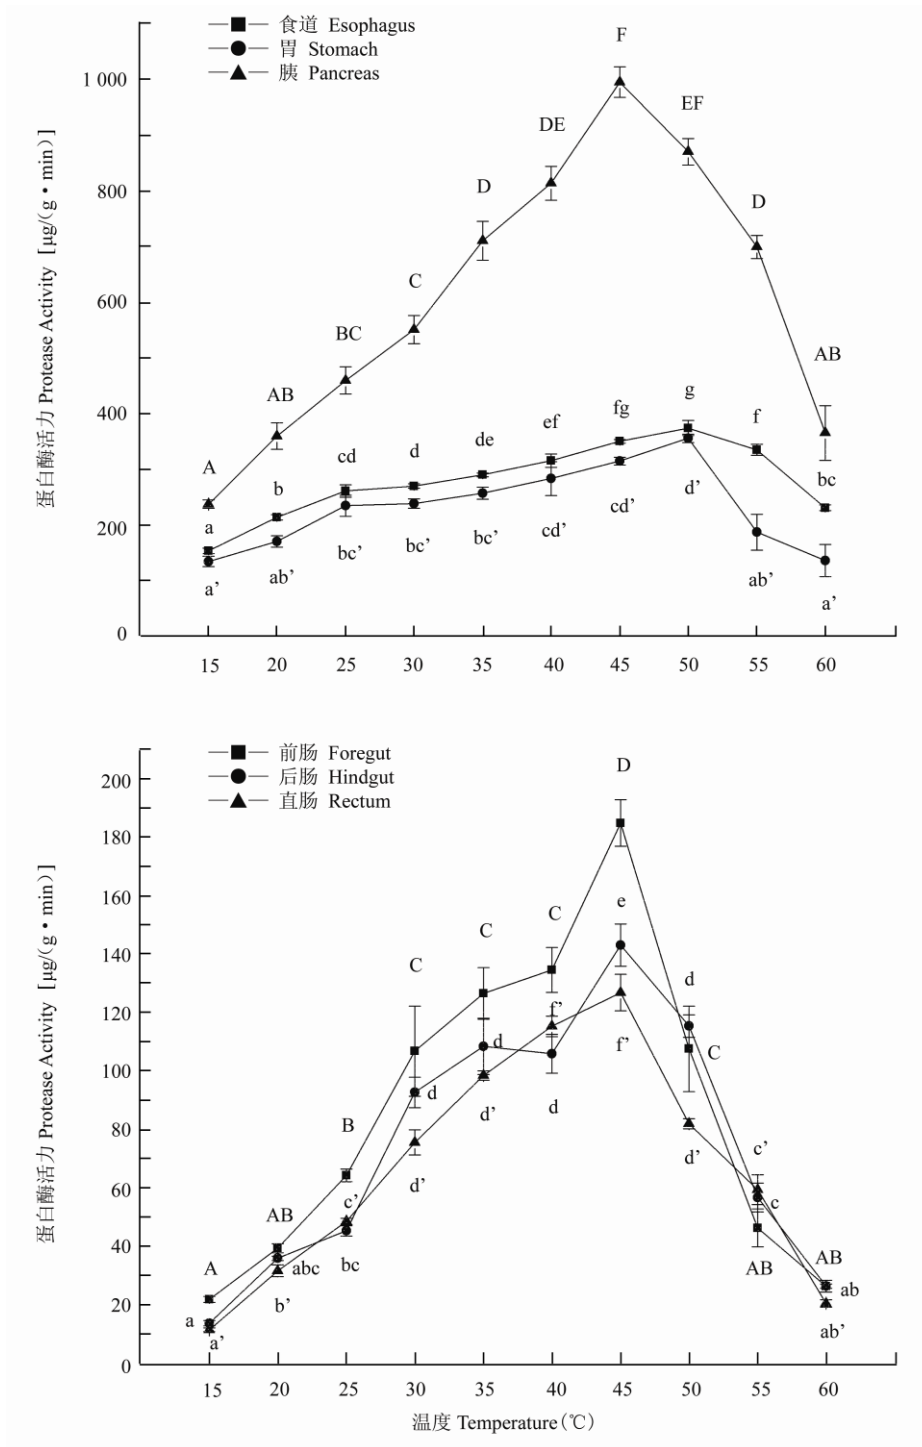 食道 Esophagus
胃 Stomach
胰 Pancreas
F
1 000
EF
DE
D
D
800
蛋白酶活力 Protease Activity [μg/(g·min)]
600
C
BC
AB
AB
400
g
fg
f
ef
de
d
cd
A
b
bc
a
200
d’
cd’
cd’
bc’
bc’
bc’
ab’
ab’
a’
a’
0
15 20 25 30 35 40 45 50 55 60
前肠 Foregut
后肠 Hindgut
直肠 Rectum
D
200
180
160
e
C
C
C
140
d
120
f’
d
C
f’
100
d
d’
d
蛋白酶活力 Protease Activity [μg/(g·min)]
80
B
c’
d’
d’
60
c’
c
AB
40
A
abc
bc
AB
AB
ab
20
b’
a
a’
ab’
0
15 20 25 30 35 40 45 50 55 60
温度 Temperature(℃)